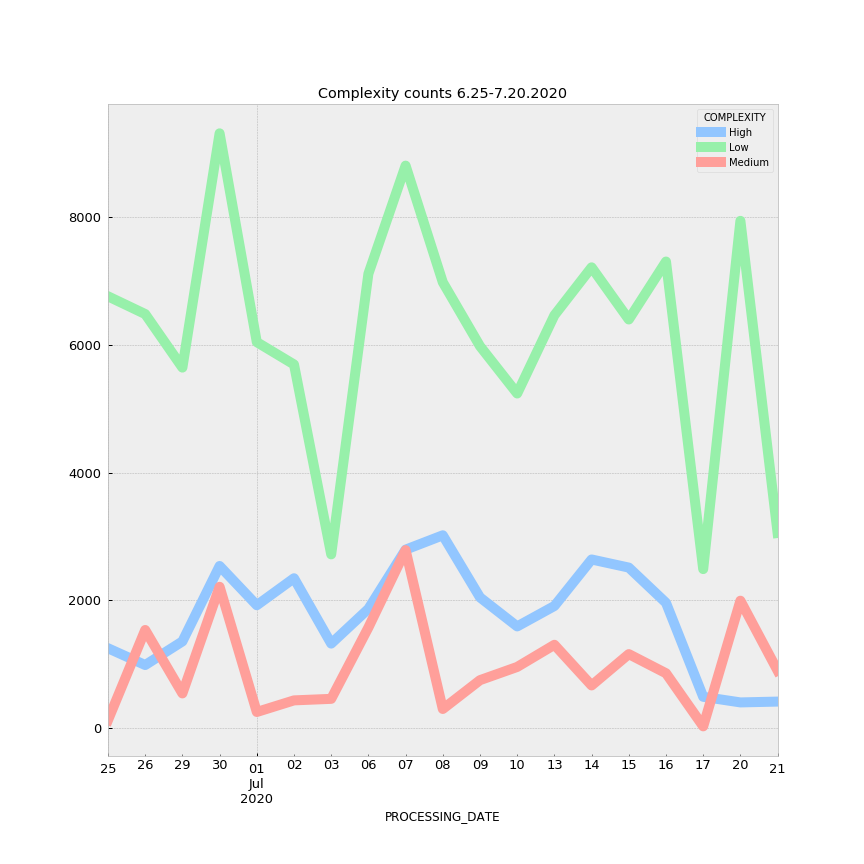 Complexity counts 6.25-7.20.2020
COMPLEXITY
High
Low
Medium
8000
6000
4000
2000
0
25 26 29 30 01 02 03 06 07 08 09 10 13 14 15 16 17 20 21
Jul
2020
PROCESSING_DATE